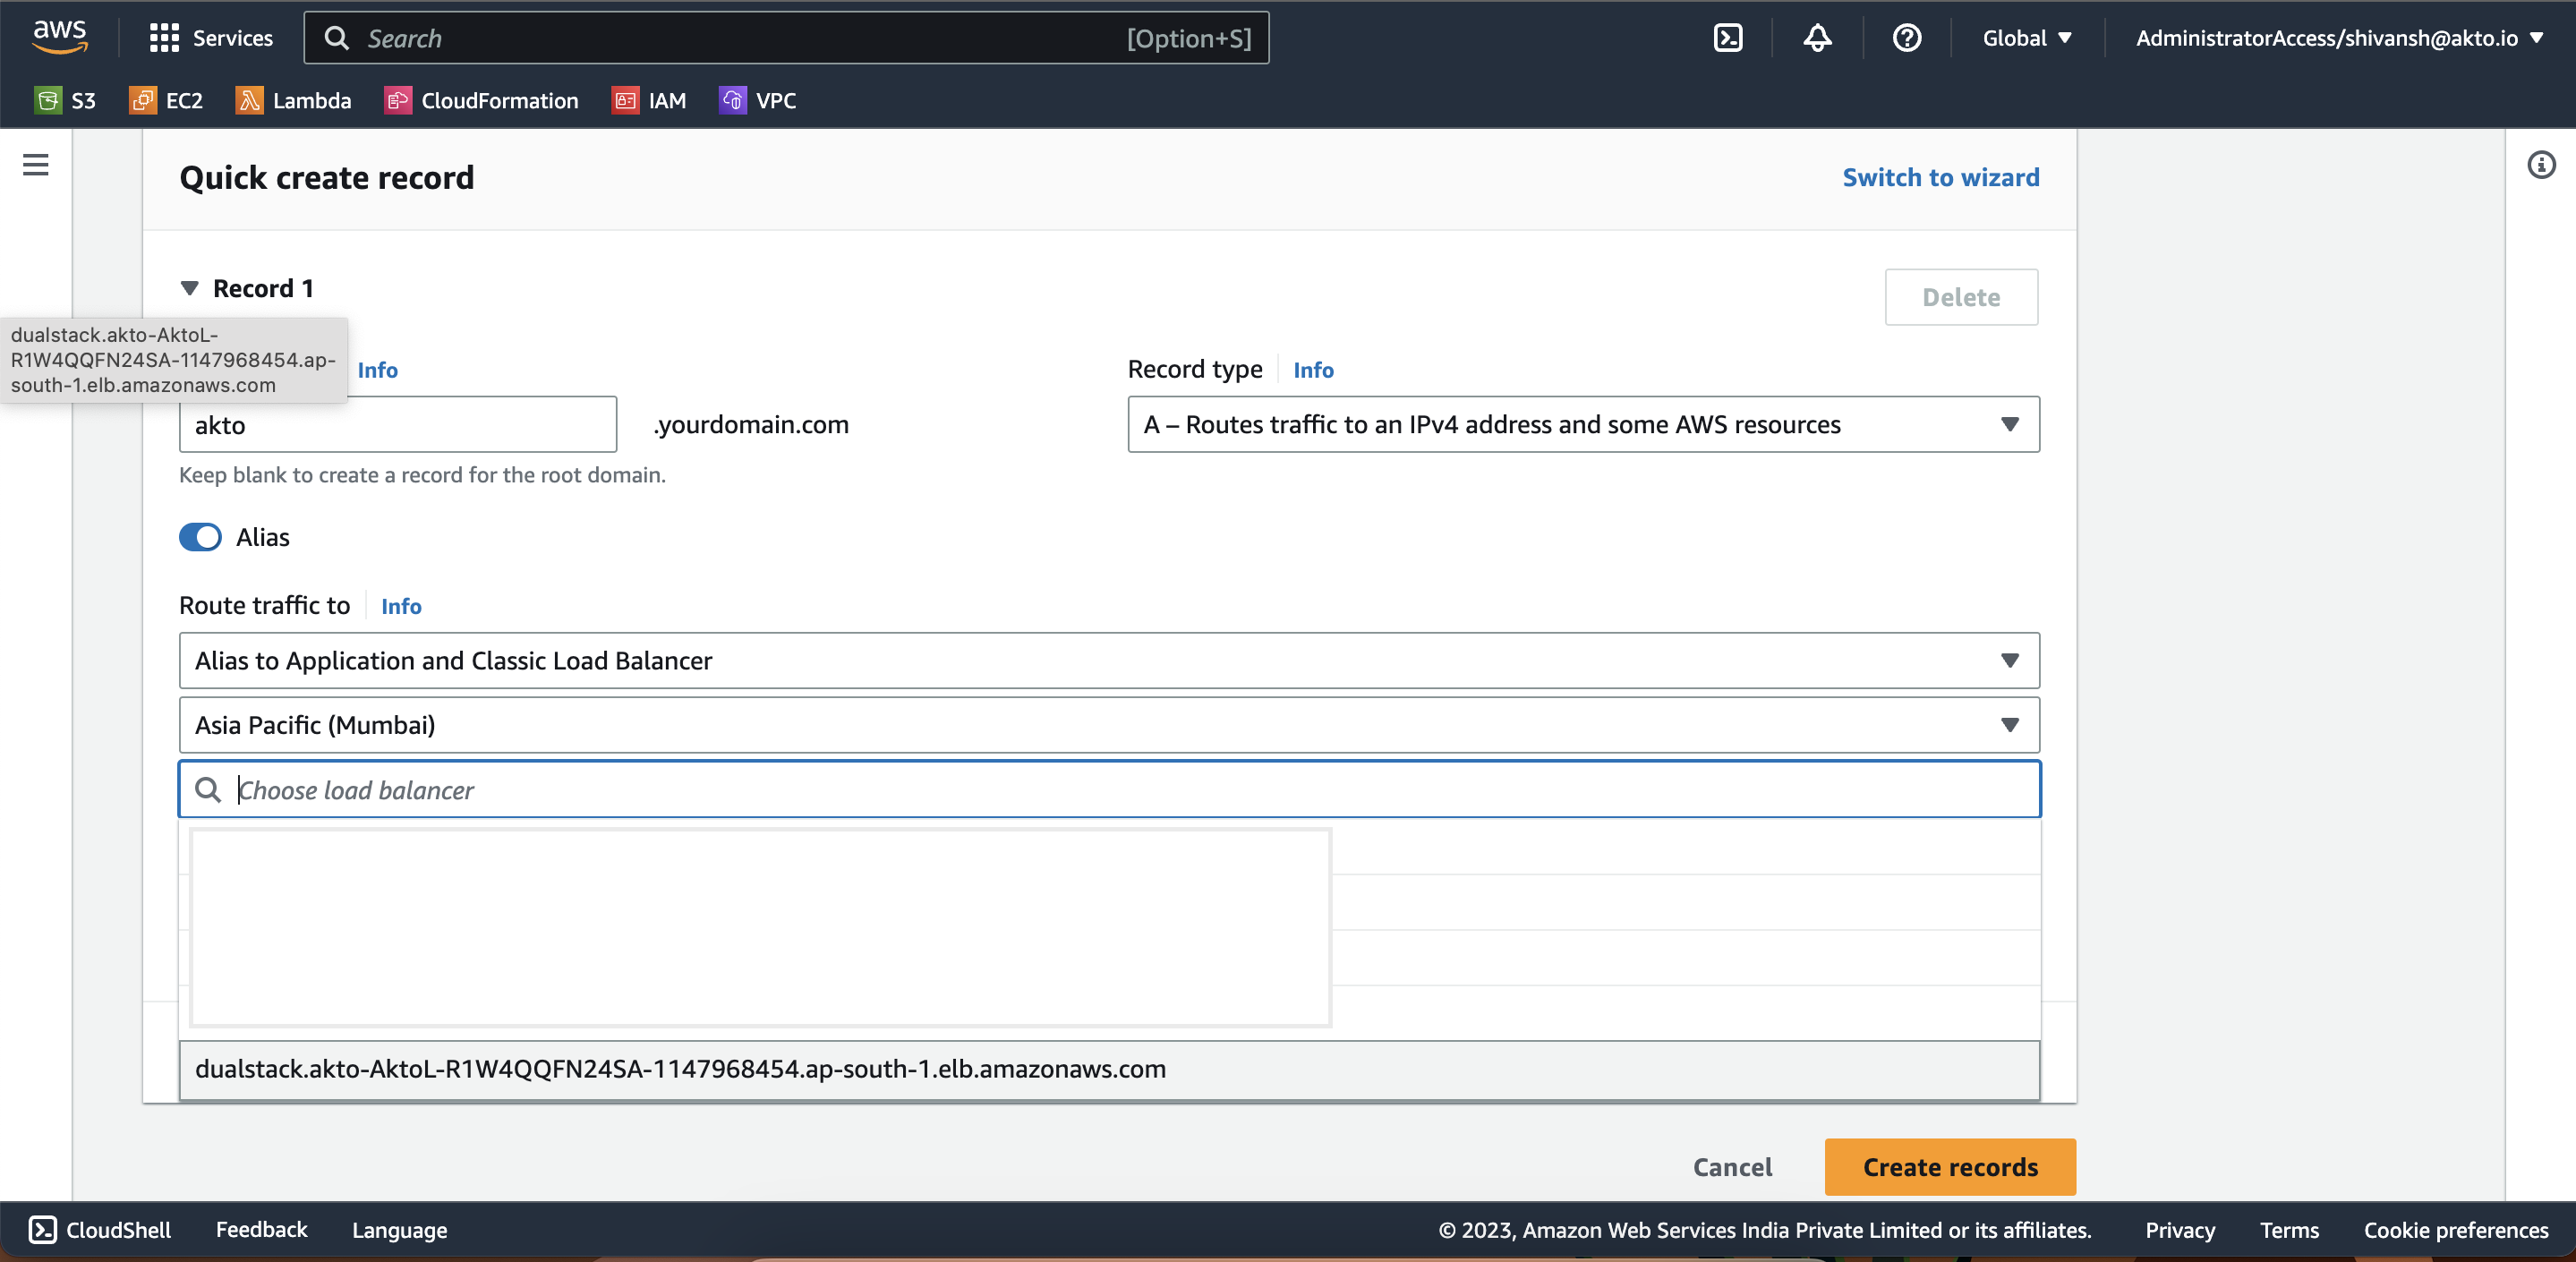 aws
Services
Search [Option+S]
Global
AdministratorAccess/shivansh@akto.io
S3 EC2 Lambda CloudFormation IAM VPC
Quick create record
Switch to wizard
Record 1
Delete
dualstack.akto-AktoL-
R1W4QQFN24SA-1147968454.ap-
south-1.elb.amazonaws.com
Info
akto
.yourdomain.com
Keep blank to create a record for the root domain.
Record type Info
A – Routes traffic to an IPv4 address and some AWS resources
Alias
Route traffic to Info
Alias to Application and Classic Load Balancer
Asia Pacific (Mumbai)
Choose load balancer
dualstack.akto-AktoL-R1W4QQFN24SA-1147968454.ap-south-1.elb.amazonaws.com
Cancel
Create records
CloudShell Feedback Language
© 2023, Amazon Web Services India Private Limited or its affiliates. Privacy Terms Cookie preferences